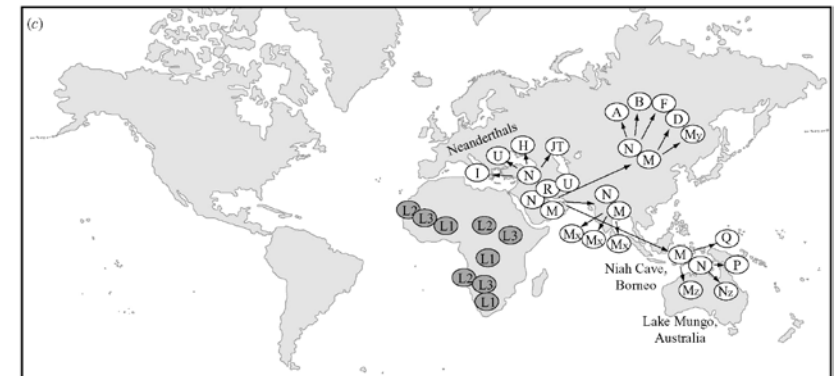 (c)
B
F
A
D
My
N
M
Neanderthals
H
JT
U
I
N
R
U
N
M
N
M
Mx
Mx
Mx
L2
L3
L1
L2
L3
L1
L2
L3
L1
Q
M
N
P
Mz
Nz
Niah Cave,
Borneo
Lake Mungo,
Australia